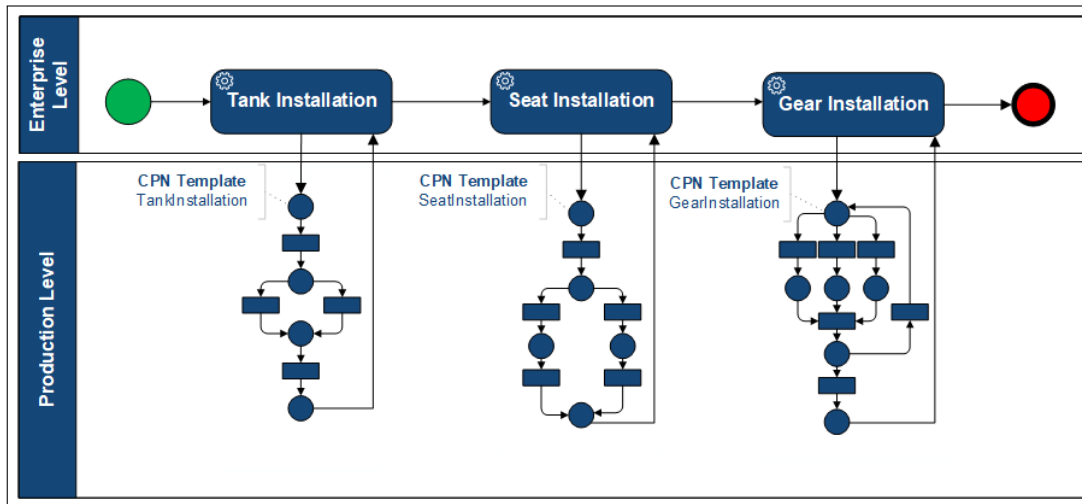 Enterprise
Level
Tank Installation
Seat Installation
Gear Installation
Production Level
CPN Template
TankInstallation
CPN Template
SeatInstallation
CPN Template
GearInstallation